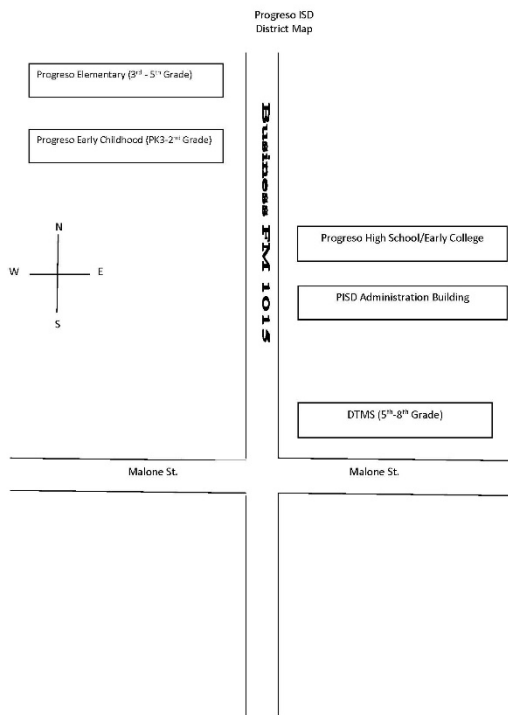 Progreso ISD
District Map
Progreso Elementary (3rd - 5th Grade)
Progreso Early Childhood (PK3-2nd Grade)
Business FM 1015
N
W E
S
Progreso High School/Early College
PISD Administration Building
DTMS (5th-8th Grade)
Malone St. Malone St.